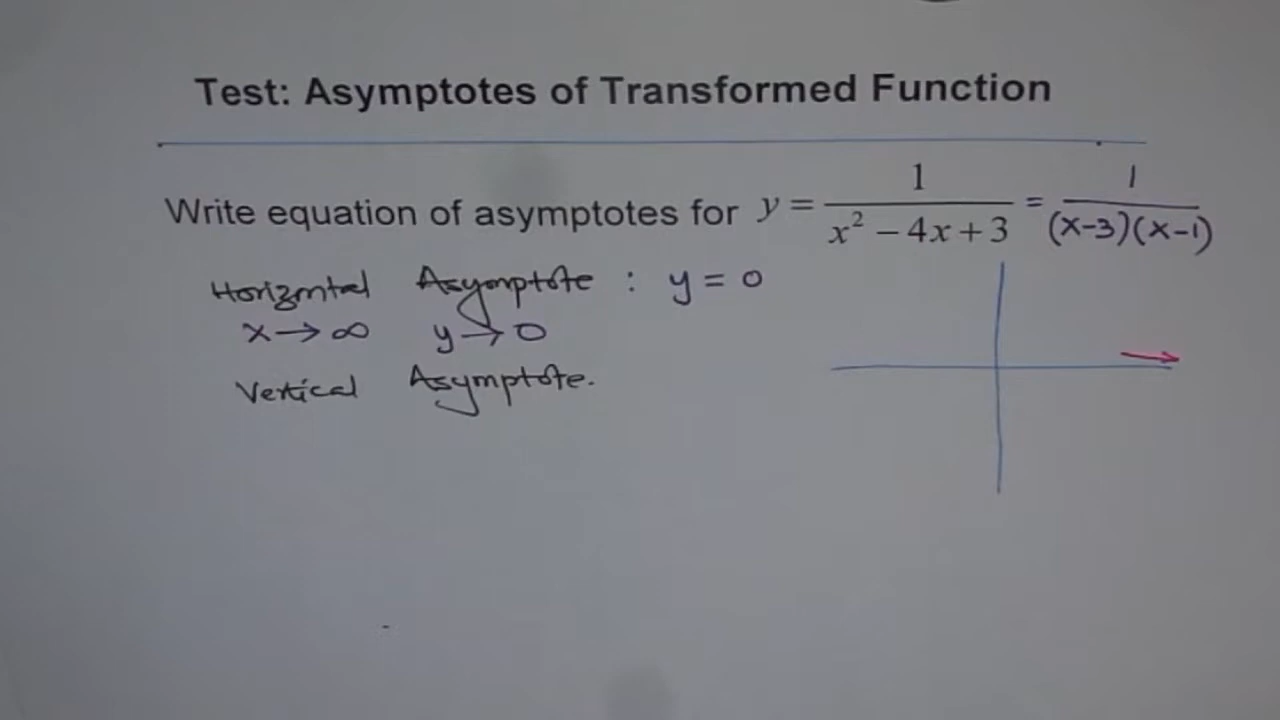 Test: Asymptotes of Transformed Function
Write equation of asymptotes for y = 1/(x² − 4x + 3) = 1/((x-3)(x-1))
Horizontal Asymptote : y = 0
x → ∞ y → 0
Vertical Asymptote.